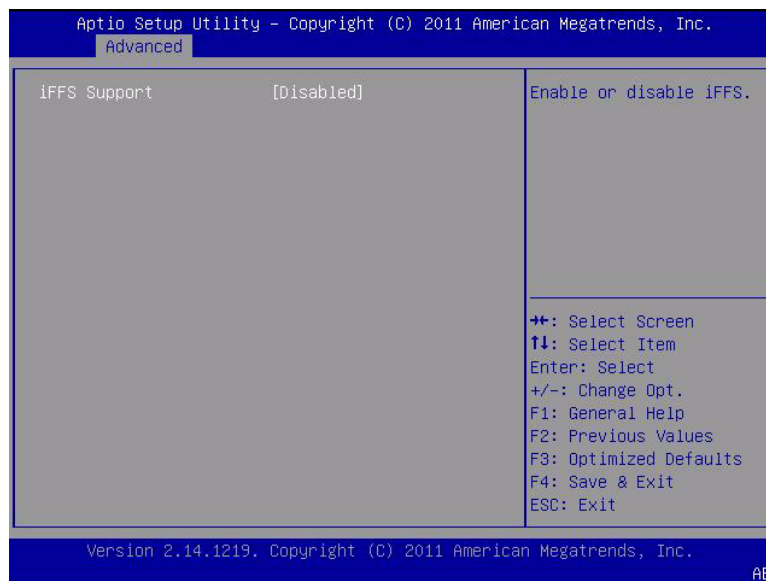 Aptio Setup Utility – Copyright (C) 2011 American Megatrends, Inc.
Advanced
iFFS Support [Disabled]
Enable or disable iFFS.
→←: Select Screen
↑↓: Select Item
Enter: Select
+/-: Change Opt.
F1: General Help
F2: Previous Values
F3: Optimized Defaults
F4: Save & Exit
ESC: Exit
Version 2.14.1219. Copyright (C) 2011 American Megatrends, Inc.